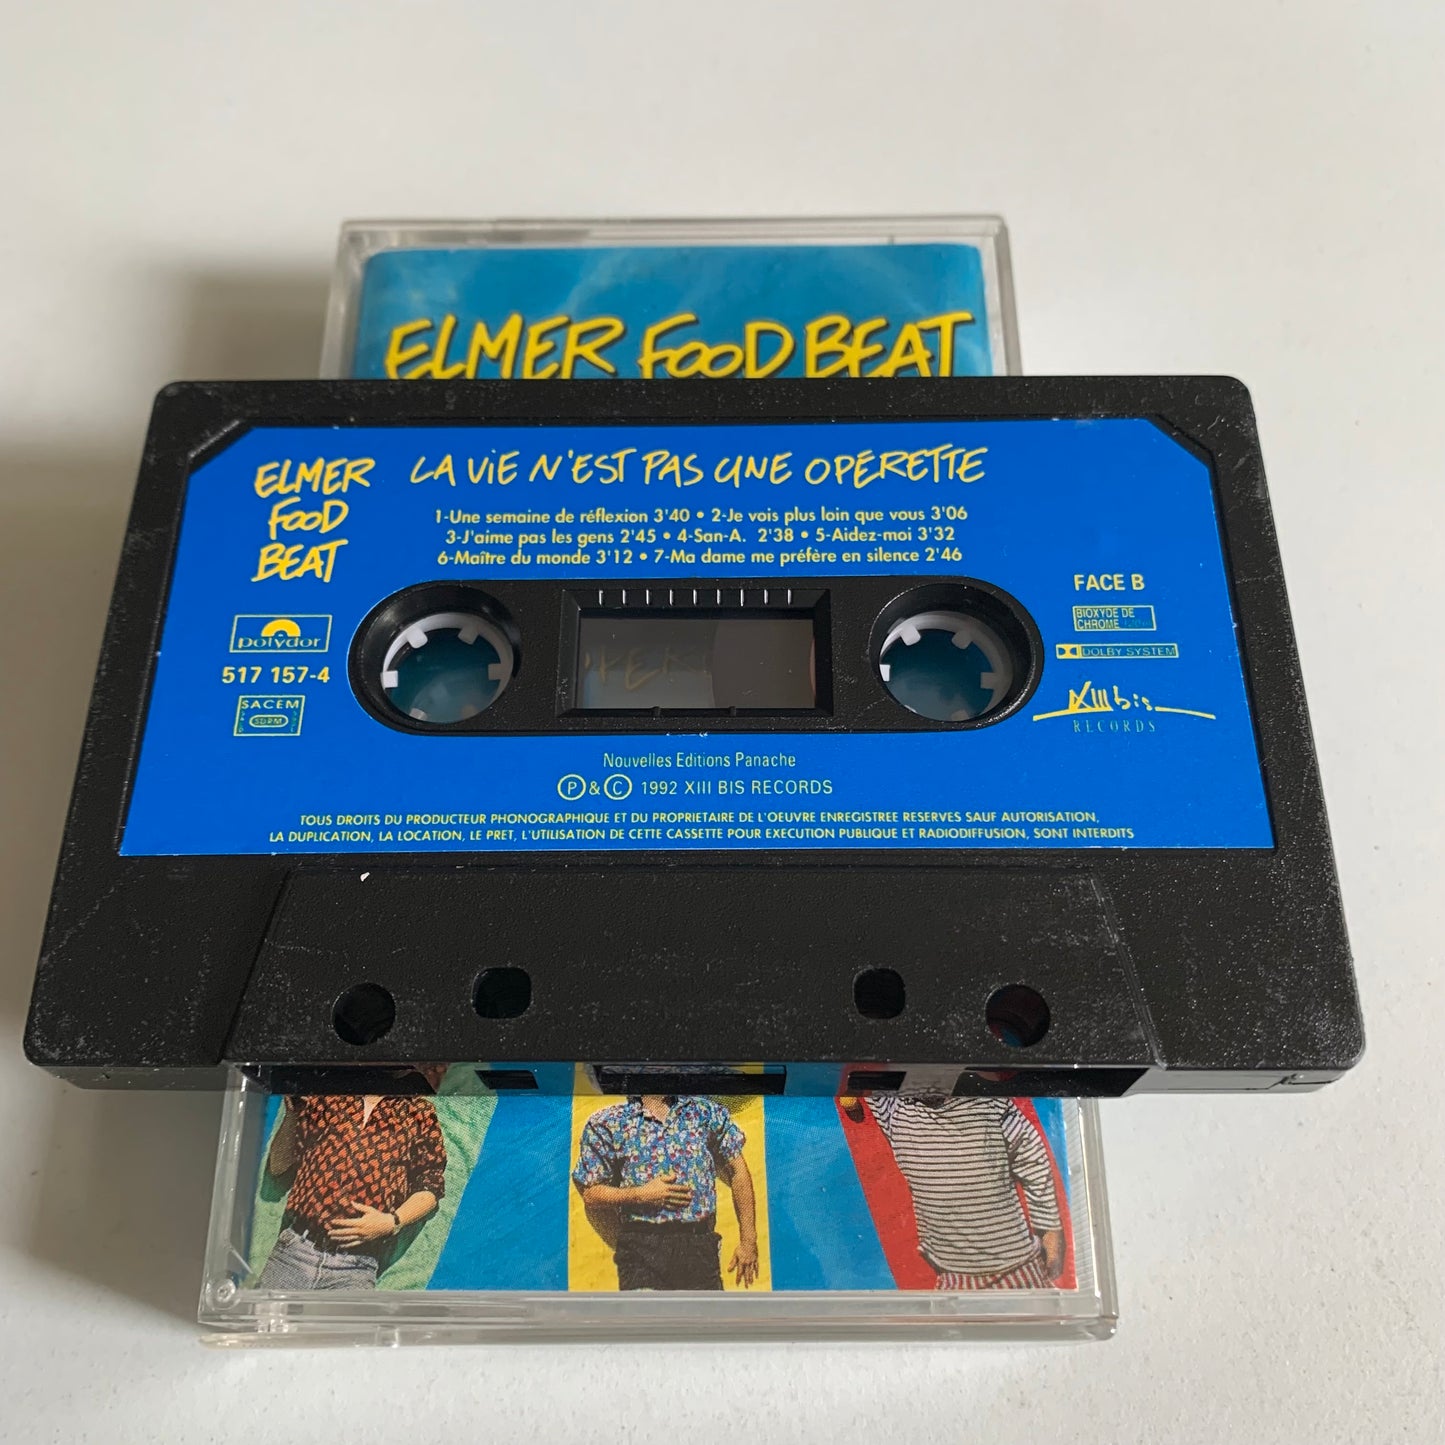 ELMER FOOD BEAT
ELMER
FOOD
BEAT
LA VIE N'EST PAS UNE OPERETTE
1-Une semaine de réflexion 3'40 • 2-Je vois plus loin que vous 3'06
3-J'aime pas les gens 2'45 • 4-San-A. 2'38 • 5-Aidez-moi 3'32
6-Maître du monde 3'12 • 7-Ma dame me préfère en silence 2'46
polydor
517 157-4
SACEM
SDRM
FACE B
BIOXYDE DE
CHROME
DOLBY SYSTEM
XIII bis
RECORDS
Nouvelles Editions Panache
Ⓟ & © 1992 XIII BIS RECORDS
TOUS DROITS DU PRODUCTEUR PHONOGRAPHIQUE ET DU PROPRIETAIRE DE L'OEUVRE ENREGISTREE RESERVES SAUF AUTORISATION,
LA DUPLICATION, LA LOCATION, LE PRET, L'UTILISATION DE CETTE CASSETTE POUR EXECUTION PUBLIQUE ET RADIODIFFUSION, SONT INTERDITS